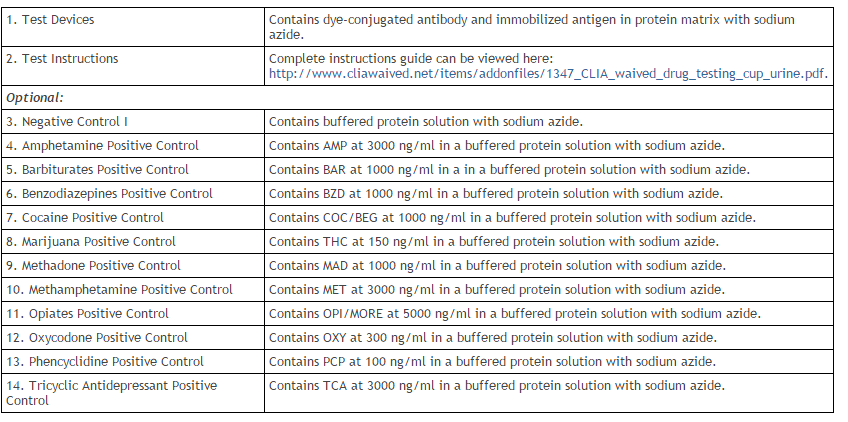 1. Test Devices
Contains dye-conjugated antibody and immobilized antigen in protein matrix with sodium
azide.
2. Test Instructions
Complete instructions guide can be viewed here:
http://www.cliawaived.net/items/addonfiles/1347_CLIA_waived_drug_testing_cup_urine.pdf.
Optional:
3. Negative Control I
Contains buffered protein solution with sodium azide.
4. Amphetamine Positive Control
Contains AMP at 3000 ng/ml in a buffered protein solution with sodium azide.
5. Barbiturates Positive Control
Contains BAR at 1000 ng/ml in a in a buffered protein solution with sodium azide.
6. Benzodiazepines Positive Control
Contains BZD at 1000 ng/ml in a buffered protein solution with sodium azide.
7. Cocaine Positive Control
Contains COC/BEG at 1000 ng/ml in a buffered protein solution with sodium azide.
8. Marijuana Positive Control
Contains THC at 150 ng/ml in a buffered protein solution with sodium azide.
9. Methadone Positive Control
Contains MAD at 1000 ng/ml in a buffered protein solution with sodium azide.
10. Methamphetamine Positive Control
Contains MET at 3000 ng/ml in a buffered protein solution with sodium azide.
11. Opiates Positive Control
Contains OPI/MORE at 5000 ng/ml in a buffered protein solution with sodium azide.
12. Oxycodone Positive Control
Contains OXY at 300 ng/ml in a buffered protein solution with sodium azide.
13. Phencyclidine Positive Control
Contains PCP at 100 ng/ml in a buffered protein solution with sodium azide.
14. Tricyclic Antidepressant Positive
Control
Contains TCA at 3000 ng/ml in a buffered protein solution with sodium azide.